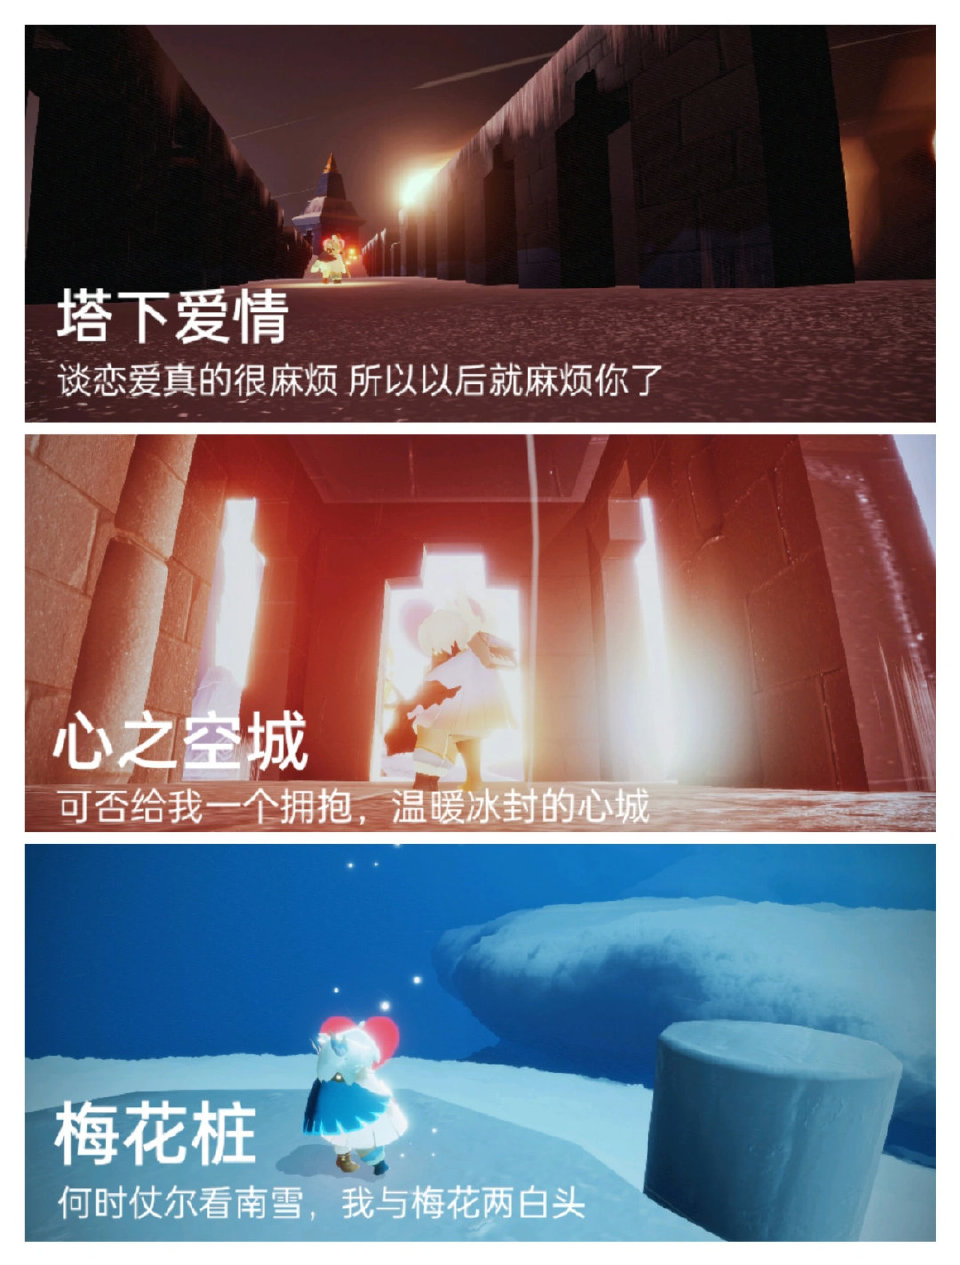 塔下爱情
谈恋爱真的很麻烦 所以以后就麻烦你了
心之空城
可否给我一个拥抱，温暖冰封的心城
梅花桩
何时仗尔看南雪，我与梅花两白头